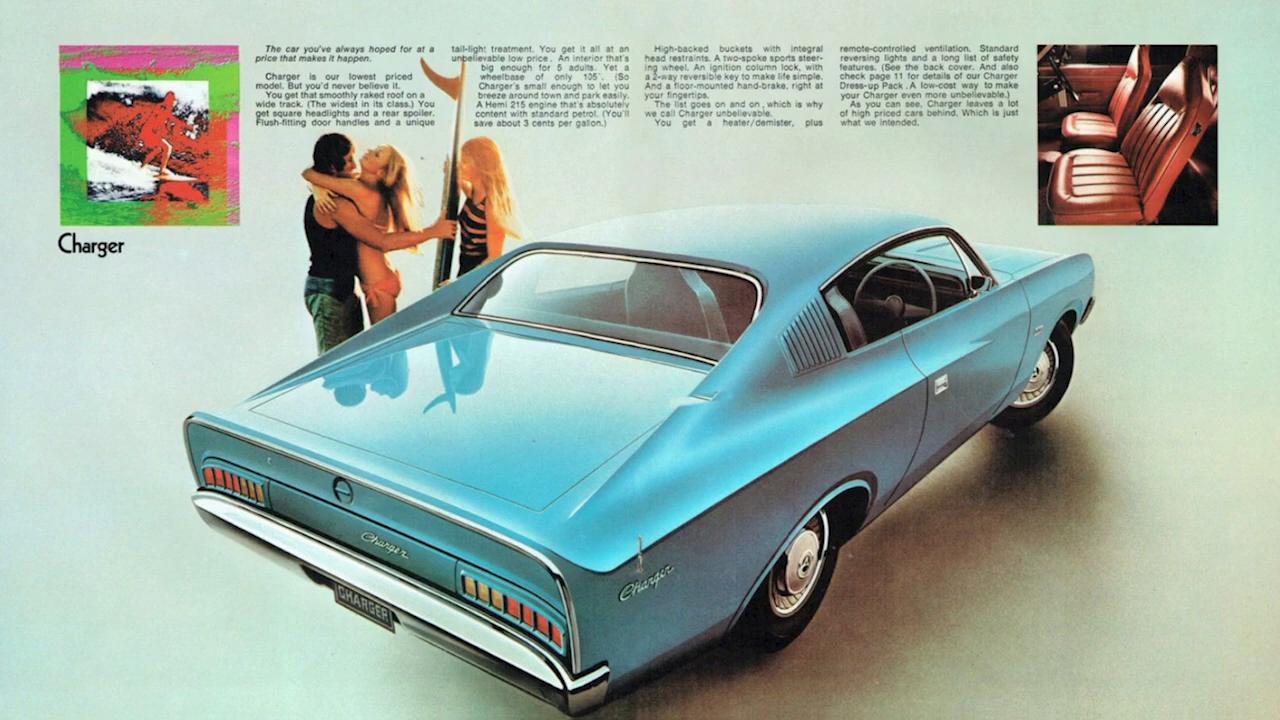 The car you've always hoped for at a
price that makes it happen.
Charger is our lowest priced
model. But you'd never believe it.
You get that smoothly raked roof on a
wide track. (The widest in its class.) You
get square headlights and a rear spoiler.
Flush-fitting door handles and a unique
tail-light treatment. You get it all at an
unbelievable low price. An interior that's
big enough for 5 adults. Yet a
wheelbase of only 105". (So
Charger's small enough to let you
breeze around town and park easily.
A Hemi 215 engine that's absolutely
content with standard petrol. (You'll
save about 3 cents per gallon.)
High-backed buckets with integral
head restraints. A two-spoke sports steer-
ing wheel. An ignition column lock, with
a 2-way reversible key to make life simple.
And a floor-mounted hand-brake, right at
your fingertips.
The list goes on and on, which is why
we call Charger unbelievable.
You get a heater/demister, plus
remote-controlled ventilation. Standard
reversing lights and a long list of safety
features. (See the back cover. And also
check page 11 for details of our Charger
Dress-up Pack. A low-cost way to make
your Charger even more unbelievable.)
As you can see, Charger leaves a lot
of high priced cars behind. Which is just
what we intended.
Charger
Charger
Charger
CHARGER